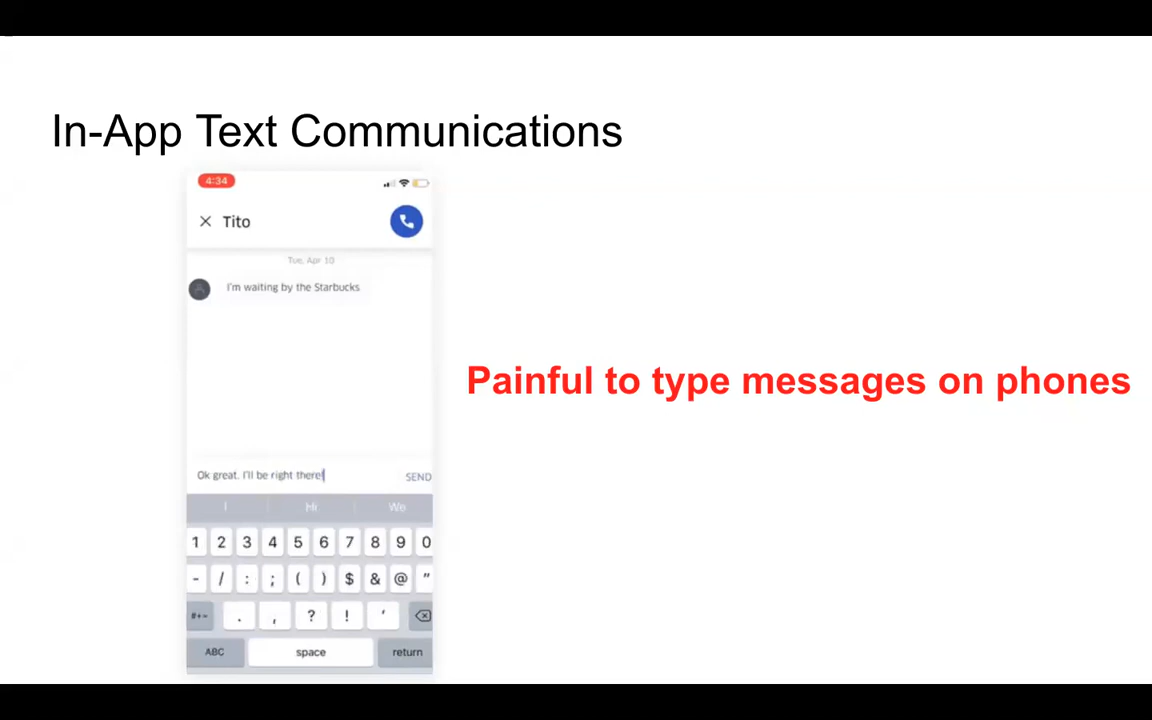 In-App Text Communications
4:34
Tito
Tue, Apr 10
I'm waiting by the Starbucks
Painful to type messages on phones
Ok great. I'll be right there!
SEND
I Hi We
1 2 3 4 5 6 7 8 9 0
- / : ; ( ) $ & @ "
#+= . , ? ! '
ABC space return